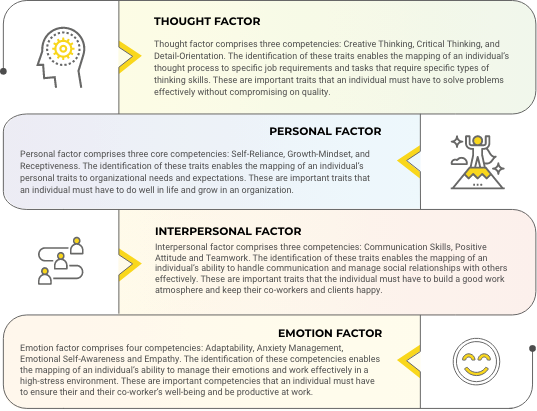 THOUGHT FACTOR
Thought factor comprises three competencies: Creative Thinking, Critical Thinking, and
Detail-Orientation. The identification of these traits enables the mapping of an individual's
thought process to specific job requirements and tasks that require specific types of
thinking skills. These are important traits that an individual must have to solve problems
effectively without compromising on quality.
PERSONAL FACTOR
Personal factor comprises three core competencies: Self-Reliance, Growth-Mindset, and
Receptiveness. The identification of these traits enables the mapping of an individual's
personal traits to organizational needs and expectations. These are important traits that
an individual must have to do well in life and grow in an organization.
INTERPERSONAL FACTOR
Interpersonal factor comprises three competencies: Communication Skills, Positive
Attitude and Teamwork. The identification of these traits enables the mapping of an
individual's ability to handle communication and manage social relationships with others
effectively. These are important traits that the individual must have to build a good work
atmosphere and keep their co-workers and clients happy.
EMOTION FACTOR
Emotion factor comprises four competencies: Adaptability, Anxiety Management,
Emotional Self-Awareness and Empathy. The identification of these competencies enables
the mapping of an individual's ability to manage their emotions and work effectively in a
high-stress environment. These are important competencies that an individual must have
to ensure their and their co-worker's well-being and be productive at work.